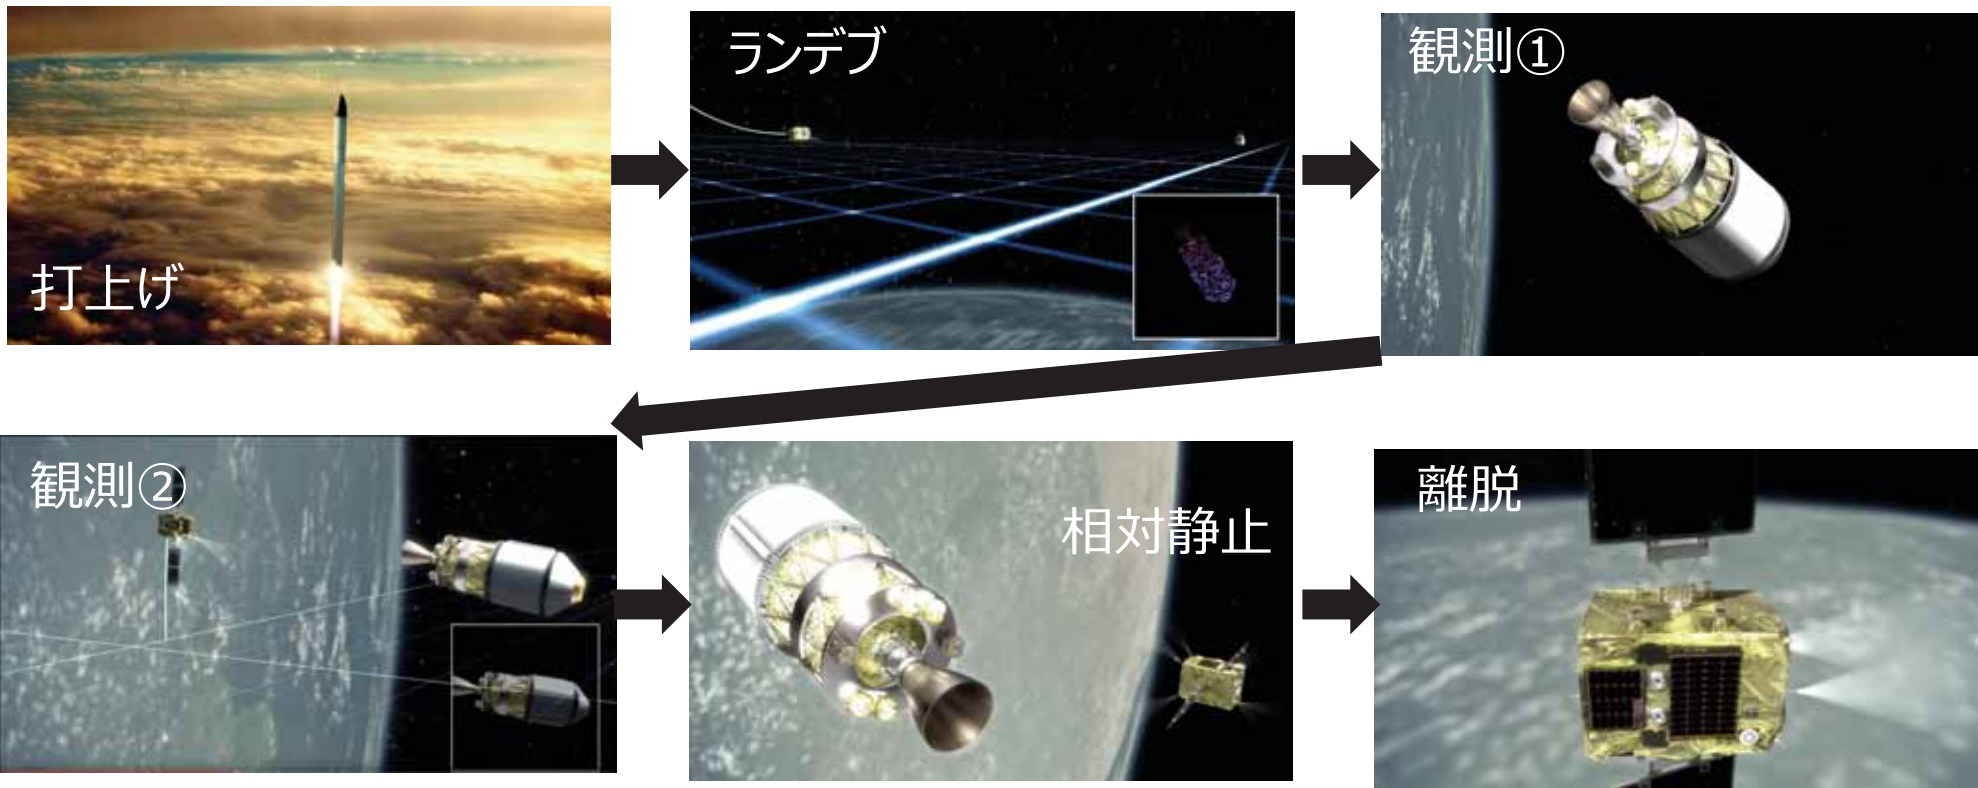 打上げ
ランデブ
観測①
観測②
相対静止
離脱